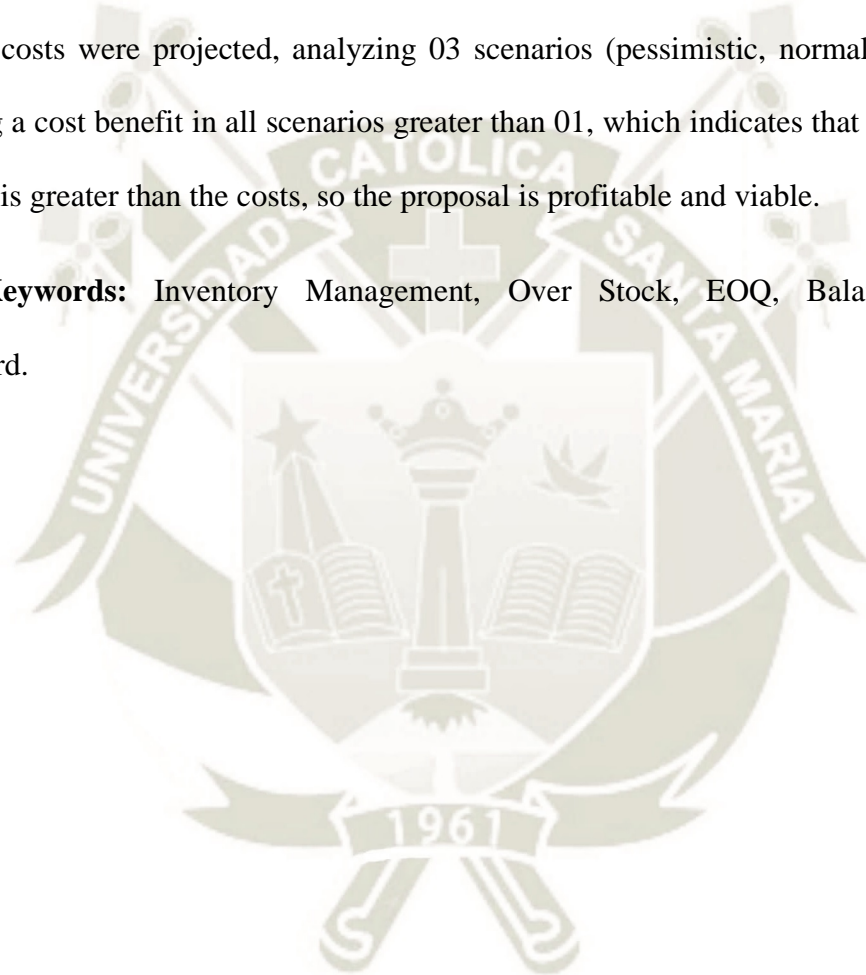 costs were projected, analyzing 03 scenarios (pessimistic, normal
g a cost benefit in all scenarios greater than 01, which indicates that
is greater than the costs, so the proposal is profitable and viable.
Keywords: Inventory Management, Over Stock, EOQ, Bala
rd.
UNIVERSIDAD CATOLICA SANTA MARIA
1961